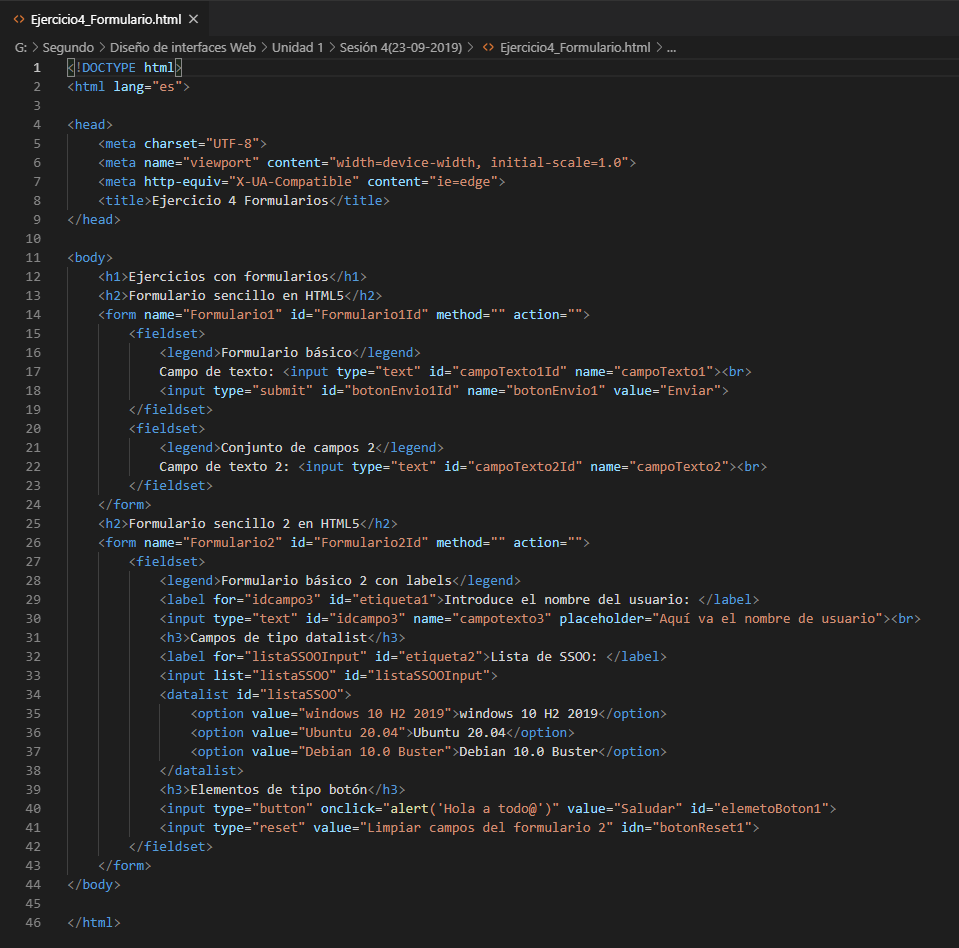 Ejercicio4_Formulario.html ×
G: > Segundo > Diseño de interfaces Web > Unidad 1 > Sesión 4(23-09-2019) > Ejercicio4_Formulario.html > ...
1 <!DOCTYPE html>
2 <html lang="es">
3
4 <head>
5     <meta charset="UTF-8">
6     <meta name="viewport" content="width=device-width, initial-scale=1.0">
7     <meta http-equiv="X-UA-Compatible" content="ie=edge">
8     <title>Ejercicio 4 Formularios</title>
9 </head>
10
11 <body>
12     <h1>Ejercicios con formularios</h1>
13     <h2>Formulario sencillo en HTML5</h2>
14     <form name="Formulario1" id="Formulario1Id" method="" action="">
15         <fieldset>
16             <legend>Formulario básico</legend>
17             Campo de texto: <input type="text" id="campoTexto1Id" name="campoTexto1"><br>
18             <input type="submit" id="botonEnvio1Id" name="botonEnvio1" value="Enviar">
19         </fieldset>
20         <fieldset>
21             <legend>Conjunto de campos 2</legend>
22             Campo de texto 2: <input type="text" id="campoTexto2Id" name="campoTexto2"><br>
23         </fieldset>
24     </form>
25     <h2>Formulario sencillo 2 en HTML5</h2>
26     <form name="Formulario2" id="Formulario2Id" method="" action="">
27         <fieldset>
28             <legend>Formulario básico 2 con labels</legend>
29             <label for="idcampo3" id="etiqueta1">Introduce el nombre del usuario: </label>
30             <input type="text" id="idcampo3" name="campotexto3" placeholder="Aquí va el nombre de usuario"><br>
31             <h3>Campos de tipo datalist</h3>
32             <label for="listaSSOOInput" id="etiqueta2">Lista de SSOO: </label>
33             <input list="listaSSOO" id="listaSSOOInput">
34             <datalist id="listaSSOO">
35                 <option value="windows 10 H2 2019">windows 10 H2 2019</option>
36                 <option value="Ubuntu 20.04">Ubuntu 20.04</option>
37                 <option value="Debian 10.0 Buster">Debian 10.0 Buster</option>
38             </datalist>
39             <h3>Elementos de tipo botón</h3>
40             <input type="button" onclick="alert('Hola a todo@')" value="Saludar" id="elemetoBoton1">
41             <input type="reset" value="Limpiar campos del formulario 2" idn="botonReset1">
42         </fieldset>
43     </form>
44 </body>
45
46 </html>